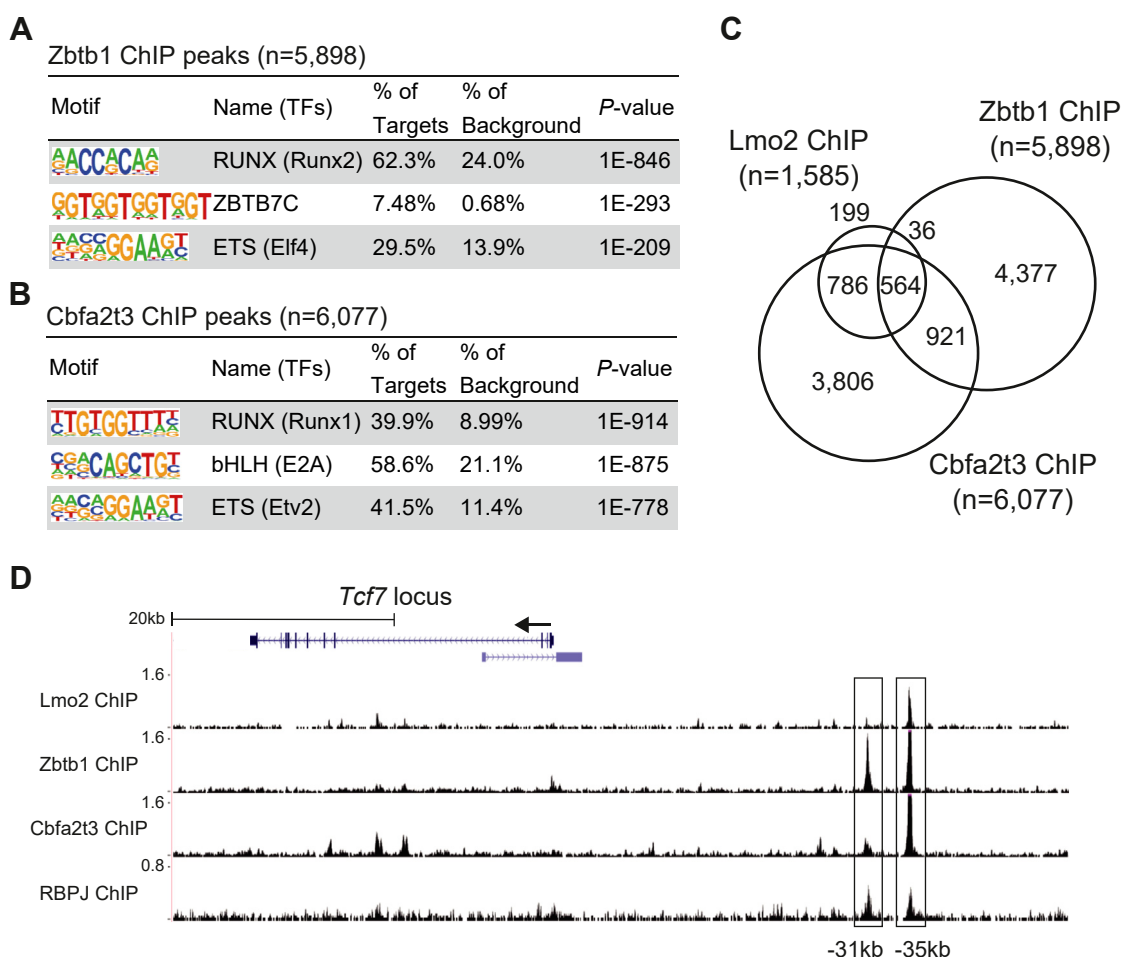 A
Zbtb1 ChIP peaks (n=5,898)
Motif Name (TFs) % of Targets % of Background P-value
AACCACAA RUNX (Runx2) 62.3% 24.0% 1E-846
GGTGGTGGTGGT ZBTB7C 7.48% 0.68% 1E-293
AACCGGAAGT ETS (Elf4) 29.5% 13.9% 1E-209
B
Cbfa2t3 ChIP peaks (n=6,077)
Motif Name (TFs) % of Targets % of Background P-value
TTGTGGTTTC RUNX (Runx1) 39.9% 8.99% 1E-914
CGACAGCTGC bHLH (E2A) 58.6% 21.1% 1E-875
AACAGGAAGT ETS (Etv2) 41.5% 11.4% 1E-778
C
Lmo2 ChIP
(n=1,585)
Zbtb1 ChIP
(n=5,898)
199
36
786
564
4,377
921
3,806
Cbfa2t3 ChIP
(n=6,077)
D
Tcf7 locus
20kb
1.6
Lmo2 ChIP
1.6
Zbtb1 ChIP
1.6
Cbfa2t3 ChIP
0.8
RBPJ ChIP
-31kb -35kb